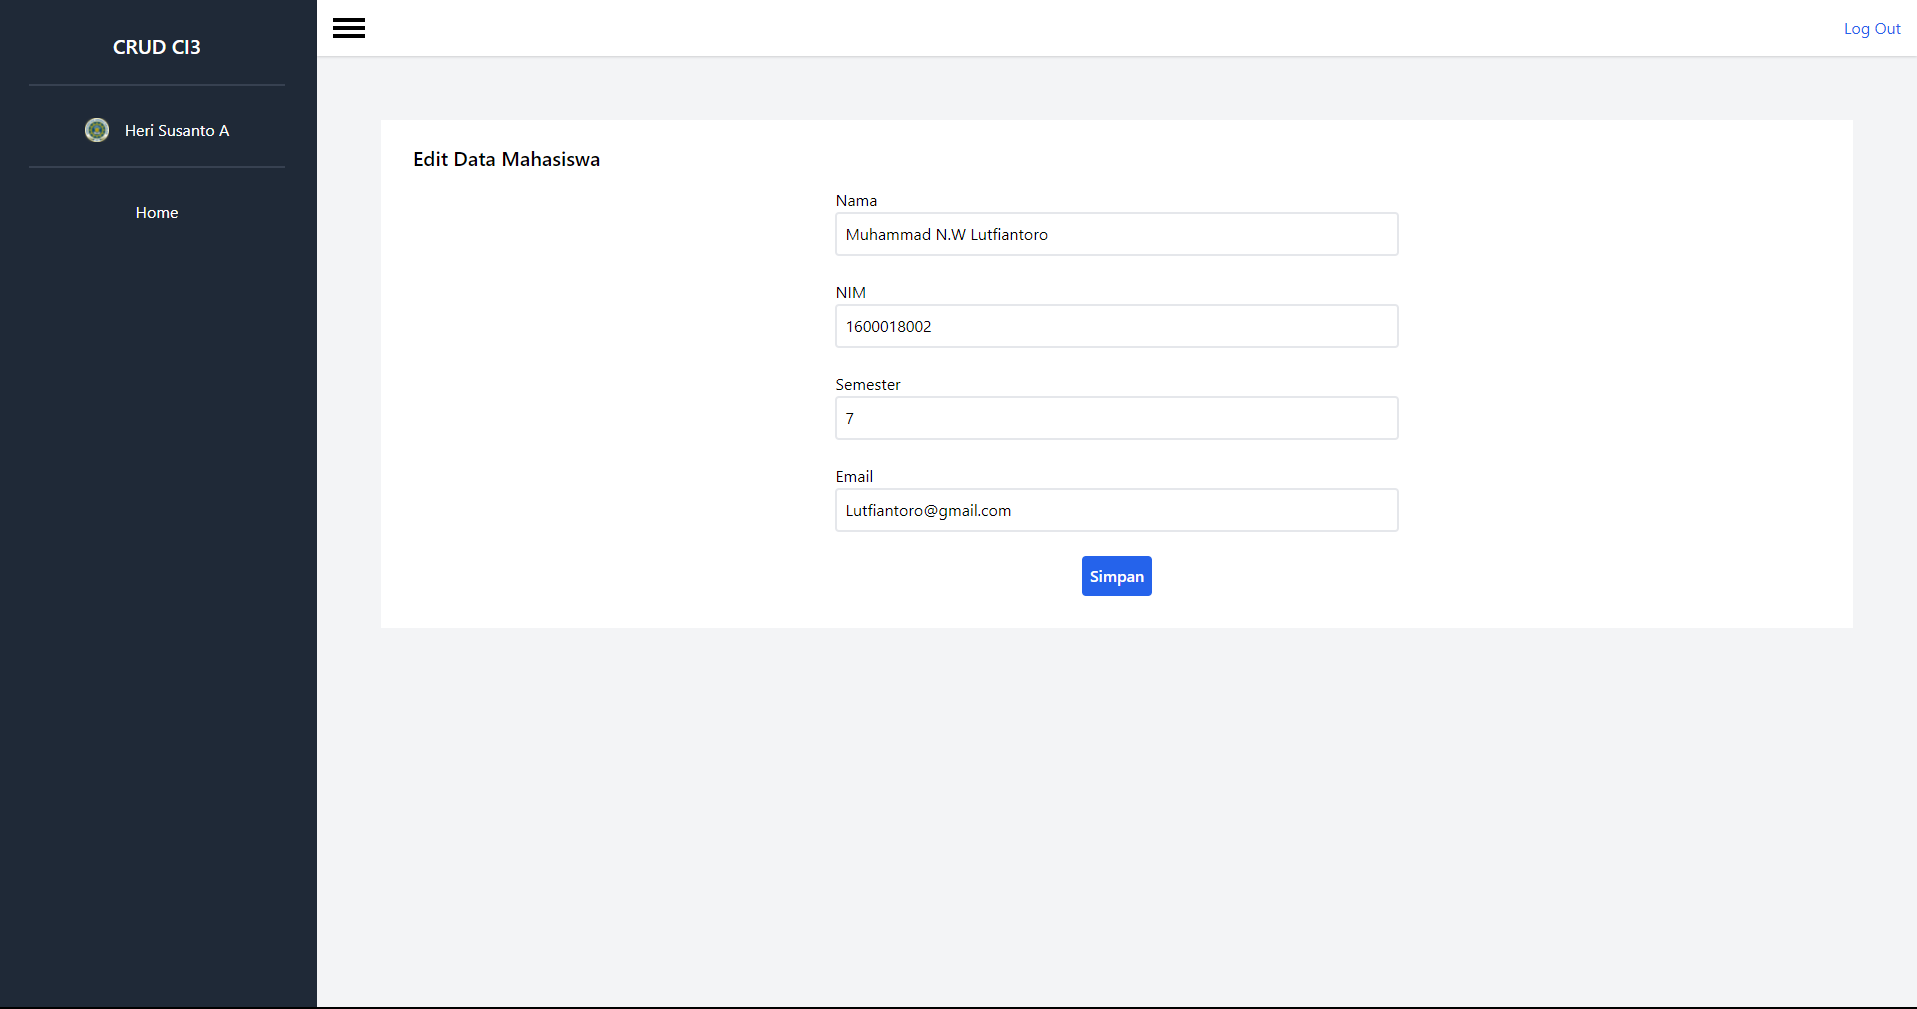 CRUD CI3
Log Out
Heri Susanto A
Home
Edit Data Mahasiswa
Nama
Muhammad N.W Lutfiantoro
NIM
1600018002
Semester
7
Email
Lutfiantoro@gmail.com
Simpan